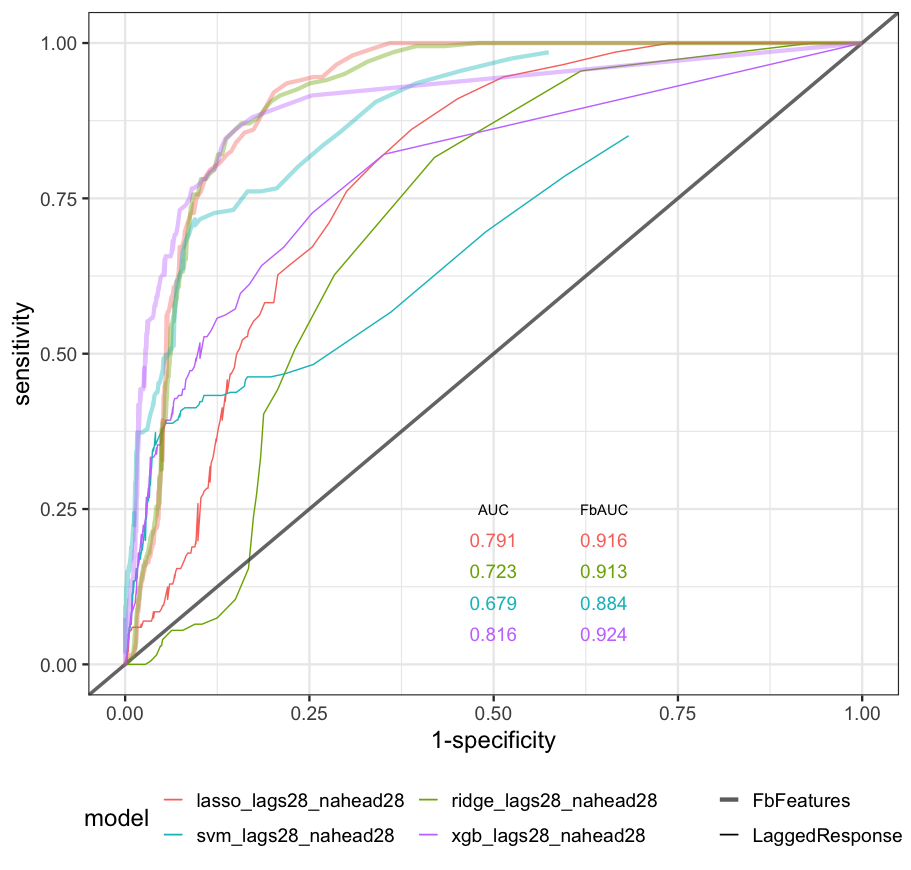 1.00
0.75
0.50
0.25
0.00
sensitivity
AUC FbAUC
0.791 0.916
0.723 0.913
0.679 0.884
0.816 0.924
0.00 0.25 0.50 0.75 1.00
1-specificity
model
lasso_lags28_nahead28 ridge_lags28_nahead28 FbFeatures
svm_lags28_nahead28 xgb_lags28_nahead28 LaggedResponse